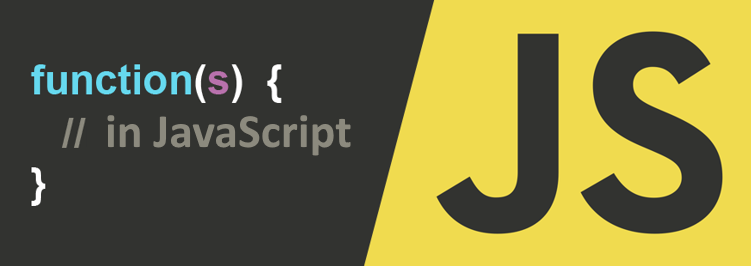 function(s) {
// in JavaScript
}
JS